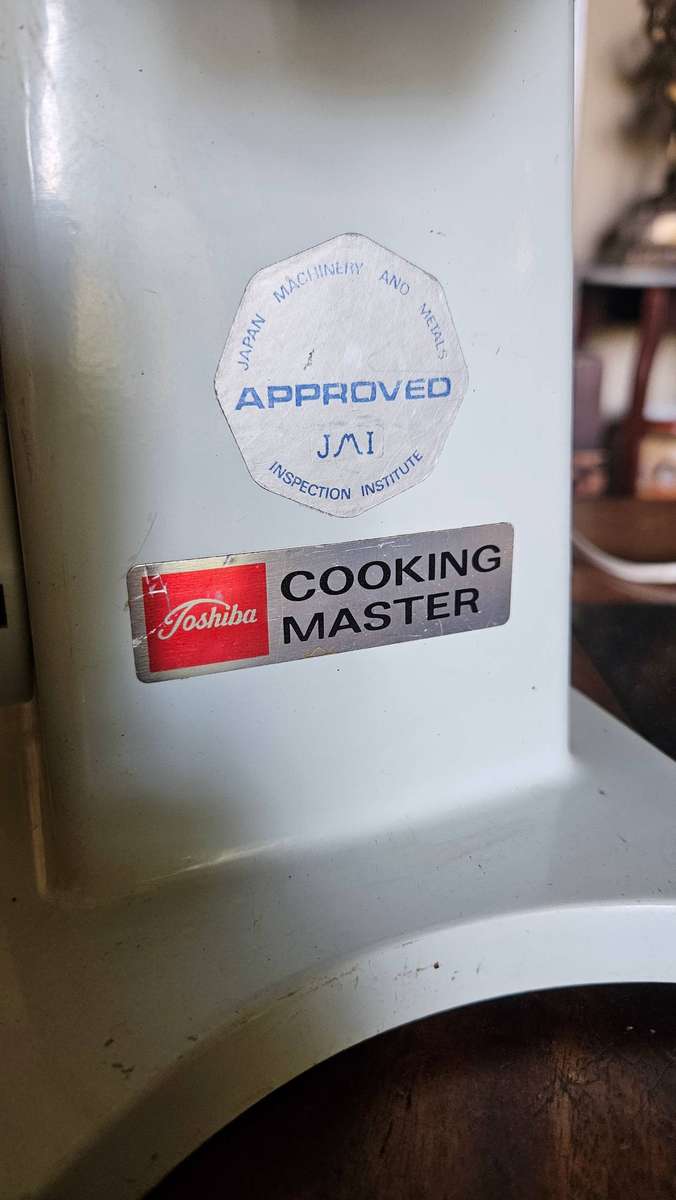 JAPAN MACHINERY AND METALS
APPROVED
JMI
INSPECTION INSTITUTE
Toshiba
COOKING
MASTER